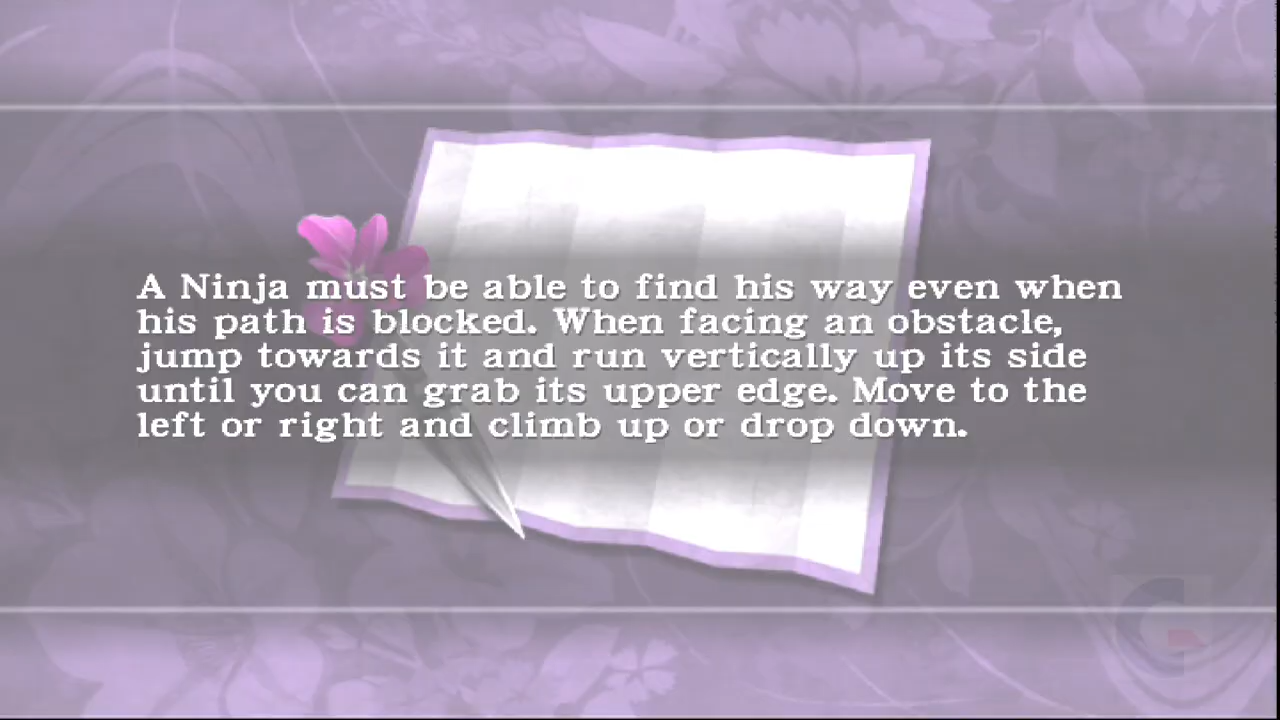 A Ninja must be able to find his way even when
his path is blocked. When facing an obstacle,
jump towards it and run vertically up its side
until you can grab its upper edge. Move to the
left or right and climb up or drop down.